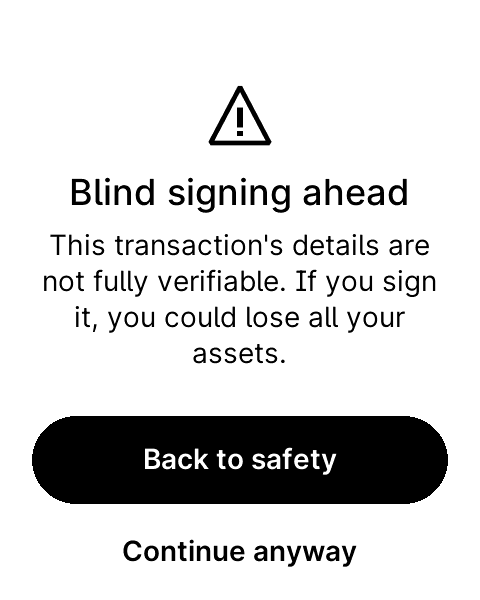 Blind signing ahead
This transaction's details are
not fully verifiable. If you sign
it, you could lose all your
assets.
Back to safety
Continue anyway